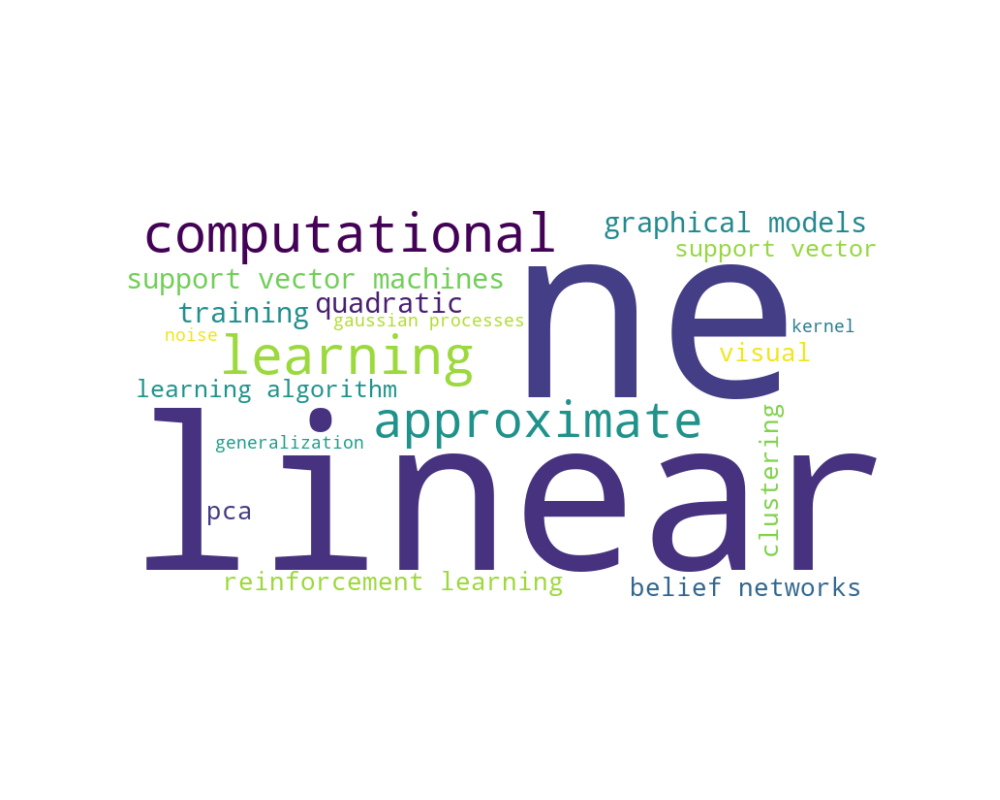 computational
graphical models
support vector
support vector machines
ne
quadratic
training
gaussian processes
kernel
noise
learning
visual
learning algorithm
approximate
linear
generalization
clustering
pca
reinforcement learning
belief networks